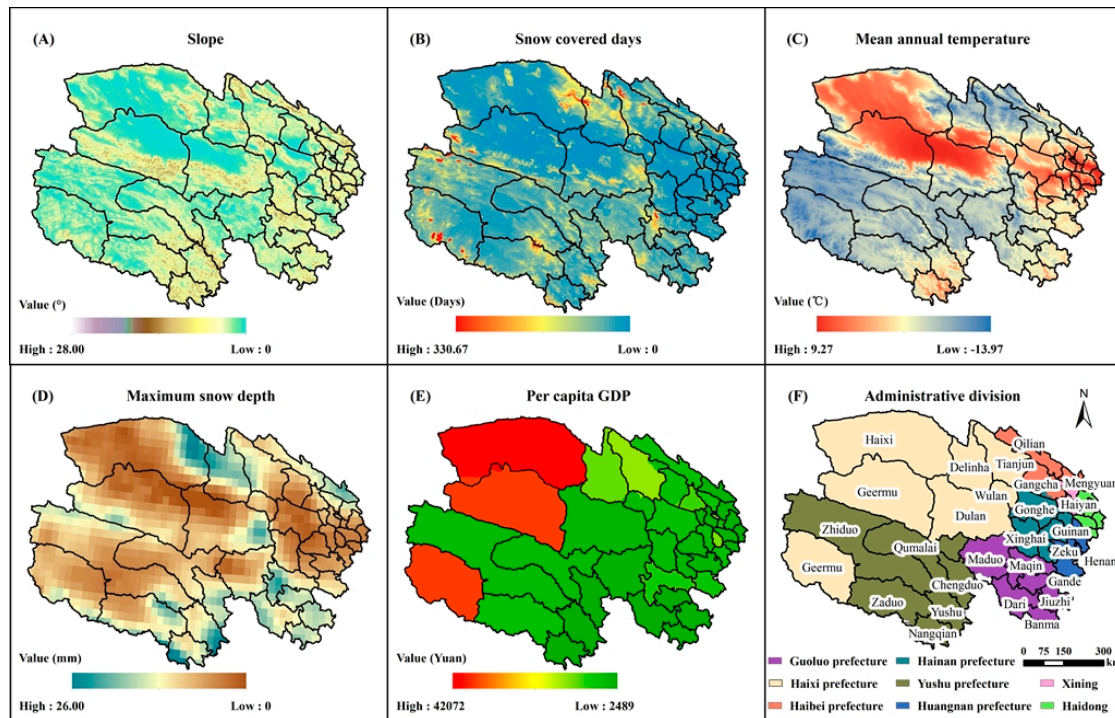 (A) Slope
Value (°)
High : 28.00 Low : 0
(B) Snow covered days
Value (Days)
High : 330.67 Low : 0
(C) Mean annual temperature
Value (℃)
High : 9.27 Low : -13.97
(D) Maximum snow depth
Value (mm)
High : 26.00 Low : 0
(E) Per capita GDP
Value (Yuan)
High : 42072 Low : 2489
(F) Administrative division
N
Haixi
Qilian
Delinha
Tianjun
Gangcha
Mengyuan
Geermu
Wulan
Haiyan
Gonghe
Dulan
Zhiduo
Guinan
Xinghai
Qumalai
Zeku
Maduo
Maqin
Henan
Geermu
Chengduo
Gande
Zaduo
Dari
Jiuzhi
Yushu
Banma
Nangqian
0 75 150 300
km
Guoluo prefecture
Hainan prefecture
Haixi prefecture
Yushu prefecture
Xining
Haibei prefecture
Huangnan prefecture
Haidong